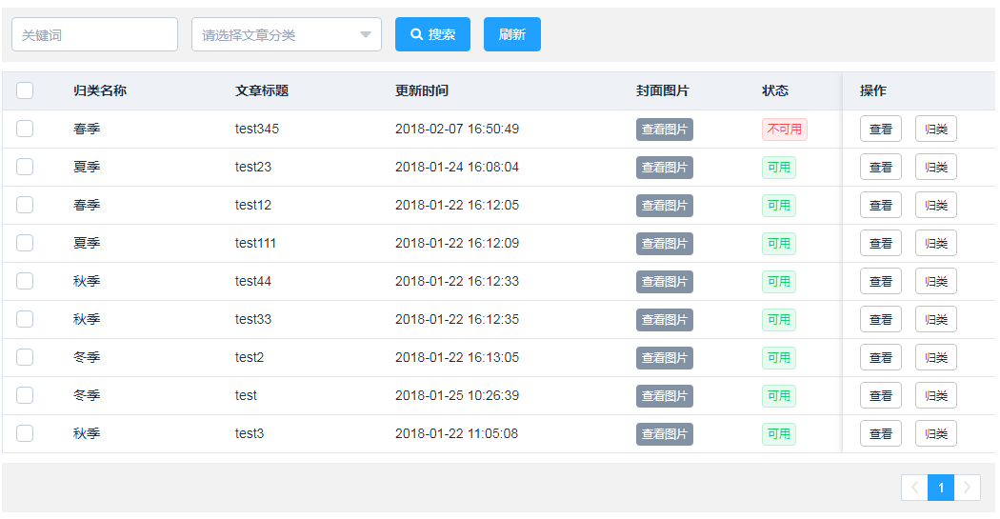 关键词 请选择文章分类 搜索 刷新
归类名称 文章标题 更新时间 封面图片 状态 操作
春季 test345 2018-02-07 16:50:49 查看图片 不可用 查看 归类
夏季 test23 2018-01-24 16:08:04 查看图片 可用 查看 归类
春季 test12 2018-01-22 16:12:05 查看图片 可用 查看 归类
夏季 test111 2018-01-22 16:12:09 查看图片 可用 查看 归类
秋季 test44 2018-01-22 16:12:33 查看图片 可用 查看 归类
秋季 test33 2018-01-22 16:12:35 查看图片 可用 查看 归类
冬季 test2 2018-01-22 16:13:05 查看图片 可用 查看 归类
冬季 test 2018-01-25 10:26:39 查看图片 可用 查看 归类
秋季 test3 2018-01-22 11:05:08 查看图片 可用 查看 归类
1